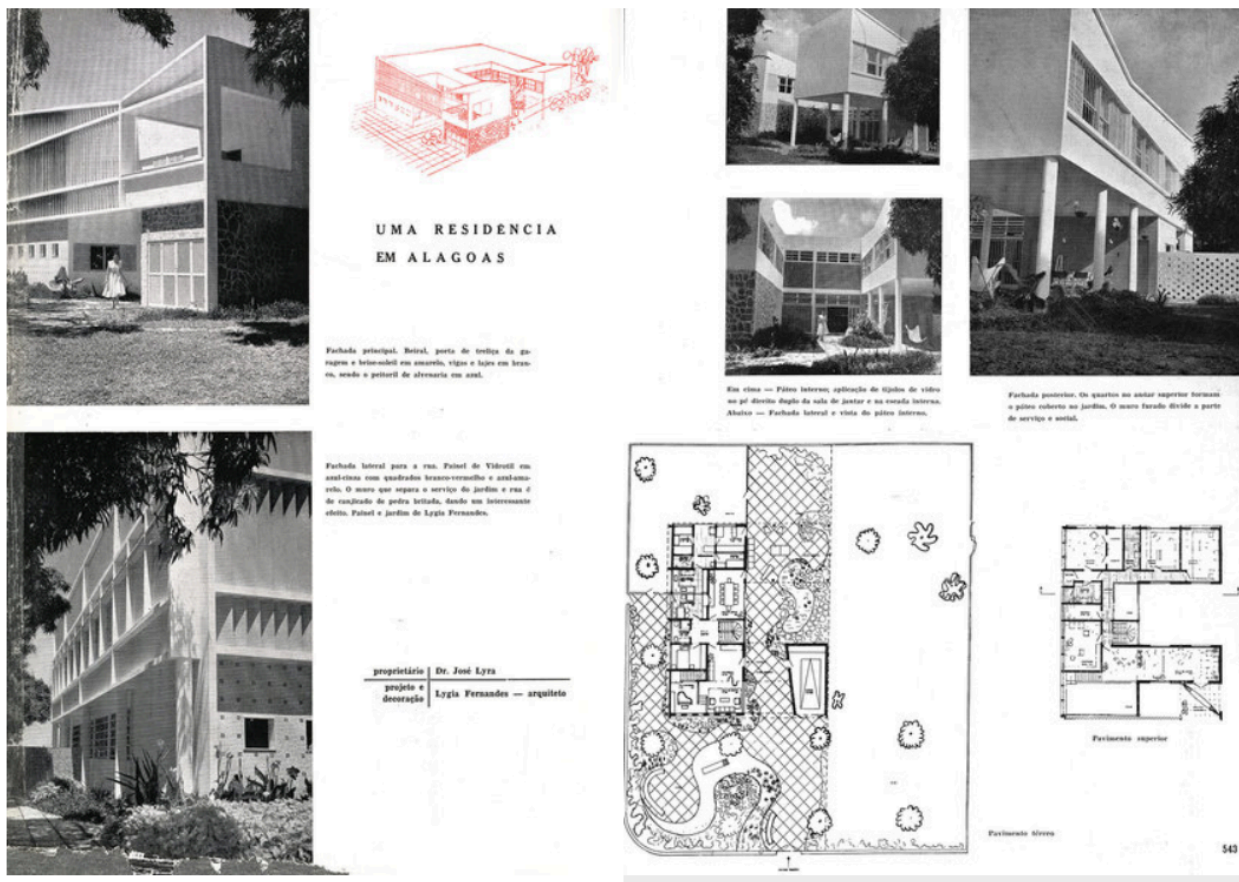 UMA RESIDÊNCIA
EM ALAGOAS
Fachada principal. Beiral, porta de treliça da ga-
ragem e brise-soleil em amarelo, vigas e lajes em bran-
co, sendo o peitoril de alvenaria em azul.
Fachada lateral para a rua. Painel de Vidrotil em
azul-cinza com quadrados branco-vermelho e azul-ama-
relo. O muro que separa o serviço do jardim e rua é
de canjicado de pedra britada, dando um interessante
efeito. Painel e jardim de Lygia Fernandes.
proprietário Dr. José Lyra
projeto e
decoração Lygia Fernandes — arquiteto
Em cima — Páteo interno; aplicação de tijolos de vidro
no pé direito duplo da sala de jantar e na escada interna.
Abaixo — Fachada lateral e vista do páteo interno.
Fachada posterior. Os quartos no andar superior formam
o páteo coberto no jardim. O muro furado divide a parte
de serviço e social.
Pavimento superior
Pavimento térreo
543